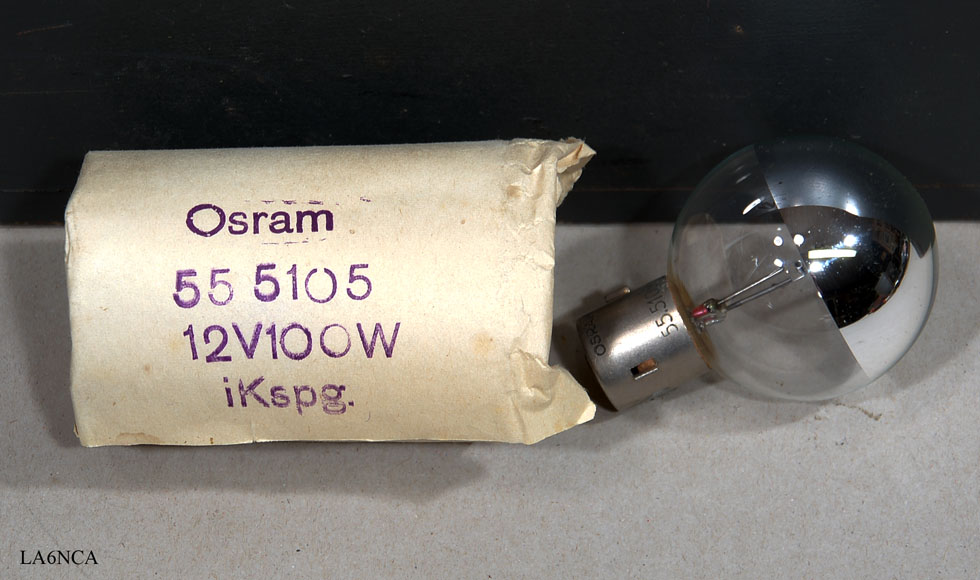 Osram
55 5105
12V100W
iKspg.
LA6NCA